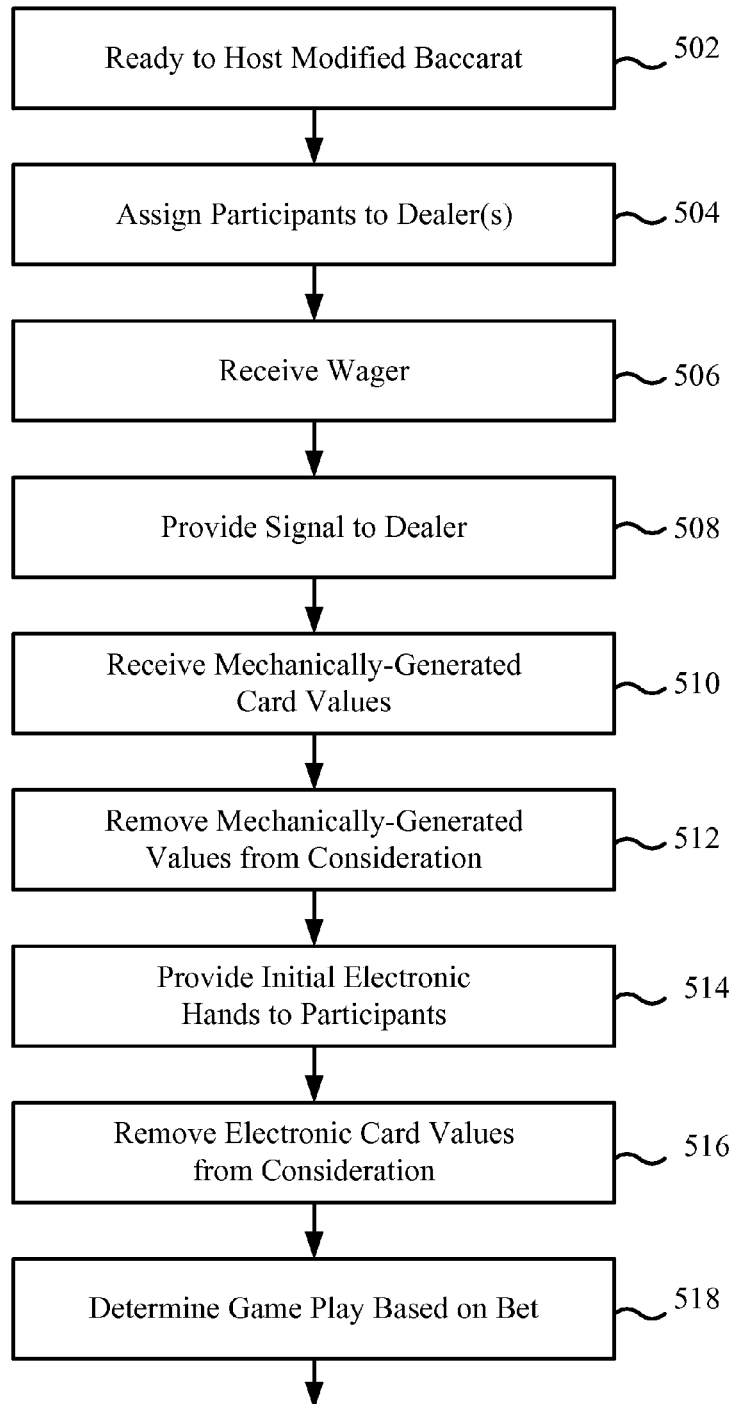 Ready to Host Modified Baccarat
502
Assign Participants to Dealer(s)
504
Receive Wager
506
Provide Signal to Dealer
508
Receive Mechanically-Generated
Card Values
510
Remove Mechanically-Generated
Values from Consideration
512
Provide Initial Electronic
Hands to Participants
514
Remove Electronic Card Values
from Consideration
516
Determine Game Play Based on Bet
518